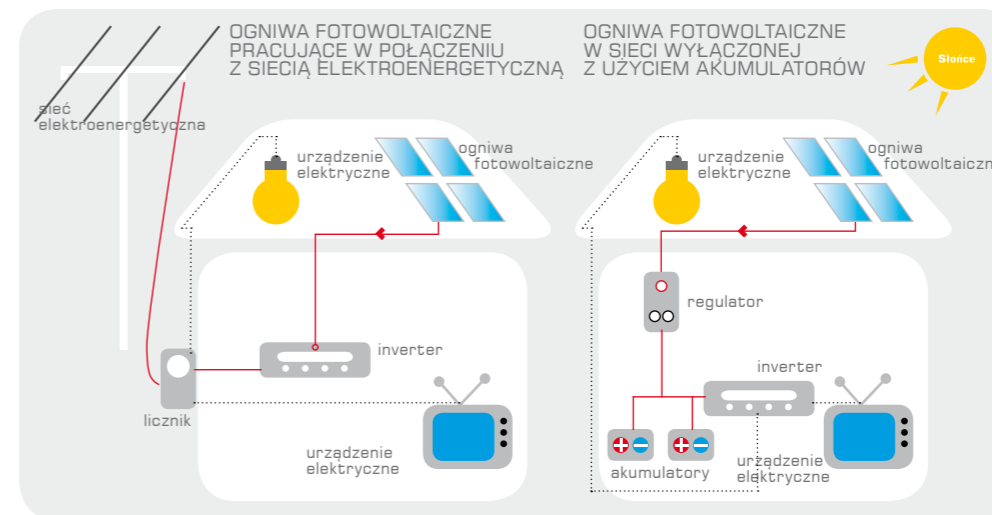 OGNIWA FOTOWOLTAICZNE
PRACUJĄCE W POŁĄCZENIU
Z SIECIĄ ELEKTROENERGETYCZNĄ
OGNIWA FOTOWOLTAICZNE
W SIECI WYŁĄCZONEJ
Z UŻYCIEM AKUMULATORÓW
Słońce
sieć
elektroenergetyczna
urządzenie
elektryczne
ogniwa
fotowoltaiczne
inverter
licznik
urządzenie
elektryczne
urządzenie
elektryczne
ogniwa
fotowoltaiczn
regulator
inverter
akumulatory
urządzenie
elektryczne